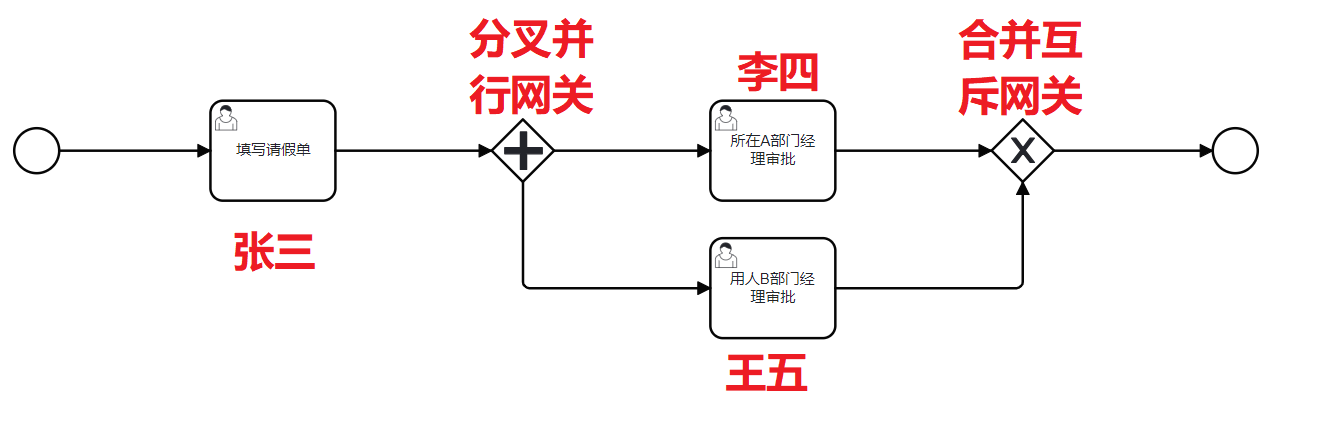 分叉并
行网关
李四
合并互
斥网关
填写请假单
所在A部门经
理审批
张三
用人B部门经
理审批
王五